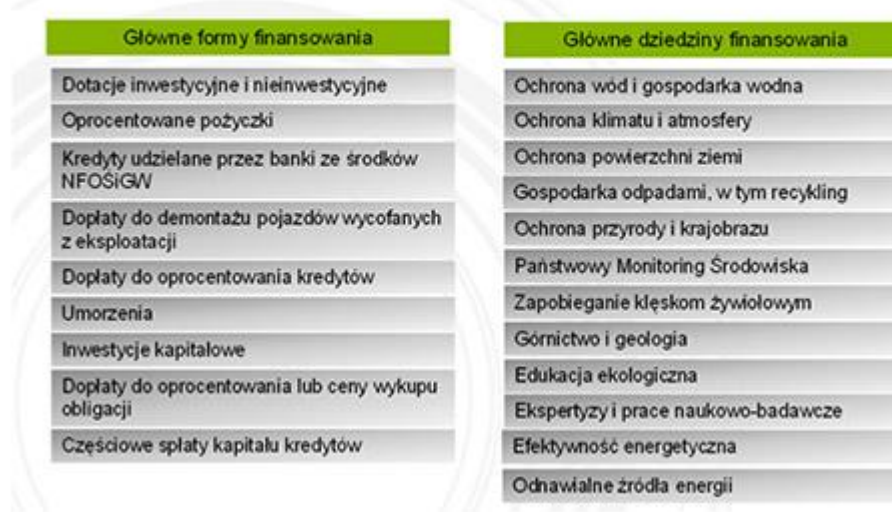 Główne formy finansowania
Dotacje inwestycyjne i nieinwestycyjne
Oprocentowane pożyczki
Kredyty udzielane przez banki ze środków
NFOŚiGW
Dopłaty do demontażu pojazdów wycofanych
z eksploatacji
Dopłaty do oprocentowania kredytów
Umorzenia
Inwestycje kapitałowe
Dopłaty do oprocentowania lub ceny wykupu
obligacji
Częściowe spłaty kapitału kredytów
Główne dziedziny finansowania
Ochrona wód i gospodarka wodna
Ochrona klimatu i atmosfery
Ochrona powierzchni ziemi
Gospodarka odpadami, w tym recykling
Ochrona przyrody i krajobrazu
Państwowy Monitoring Środowiska
Zapobieganie klęskom żywiołowym
Górnictwo i geologia
Edukacja ekologiczna
Ekspertyzy i prace naukowo-badawcze
Efektywność energetyczna
Odnawialne źródła energii